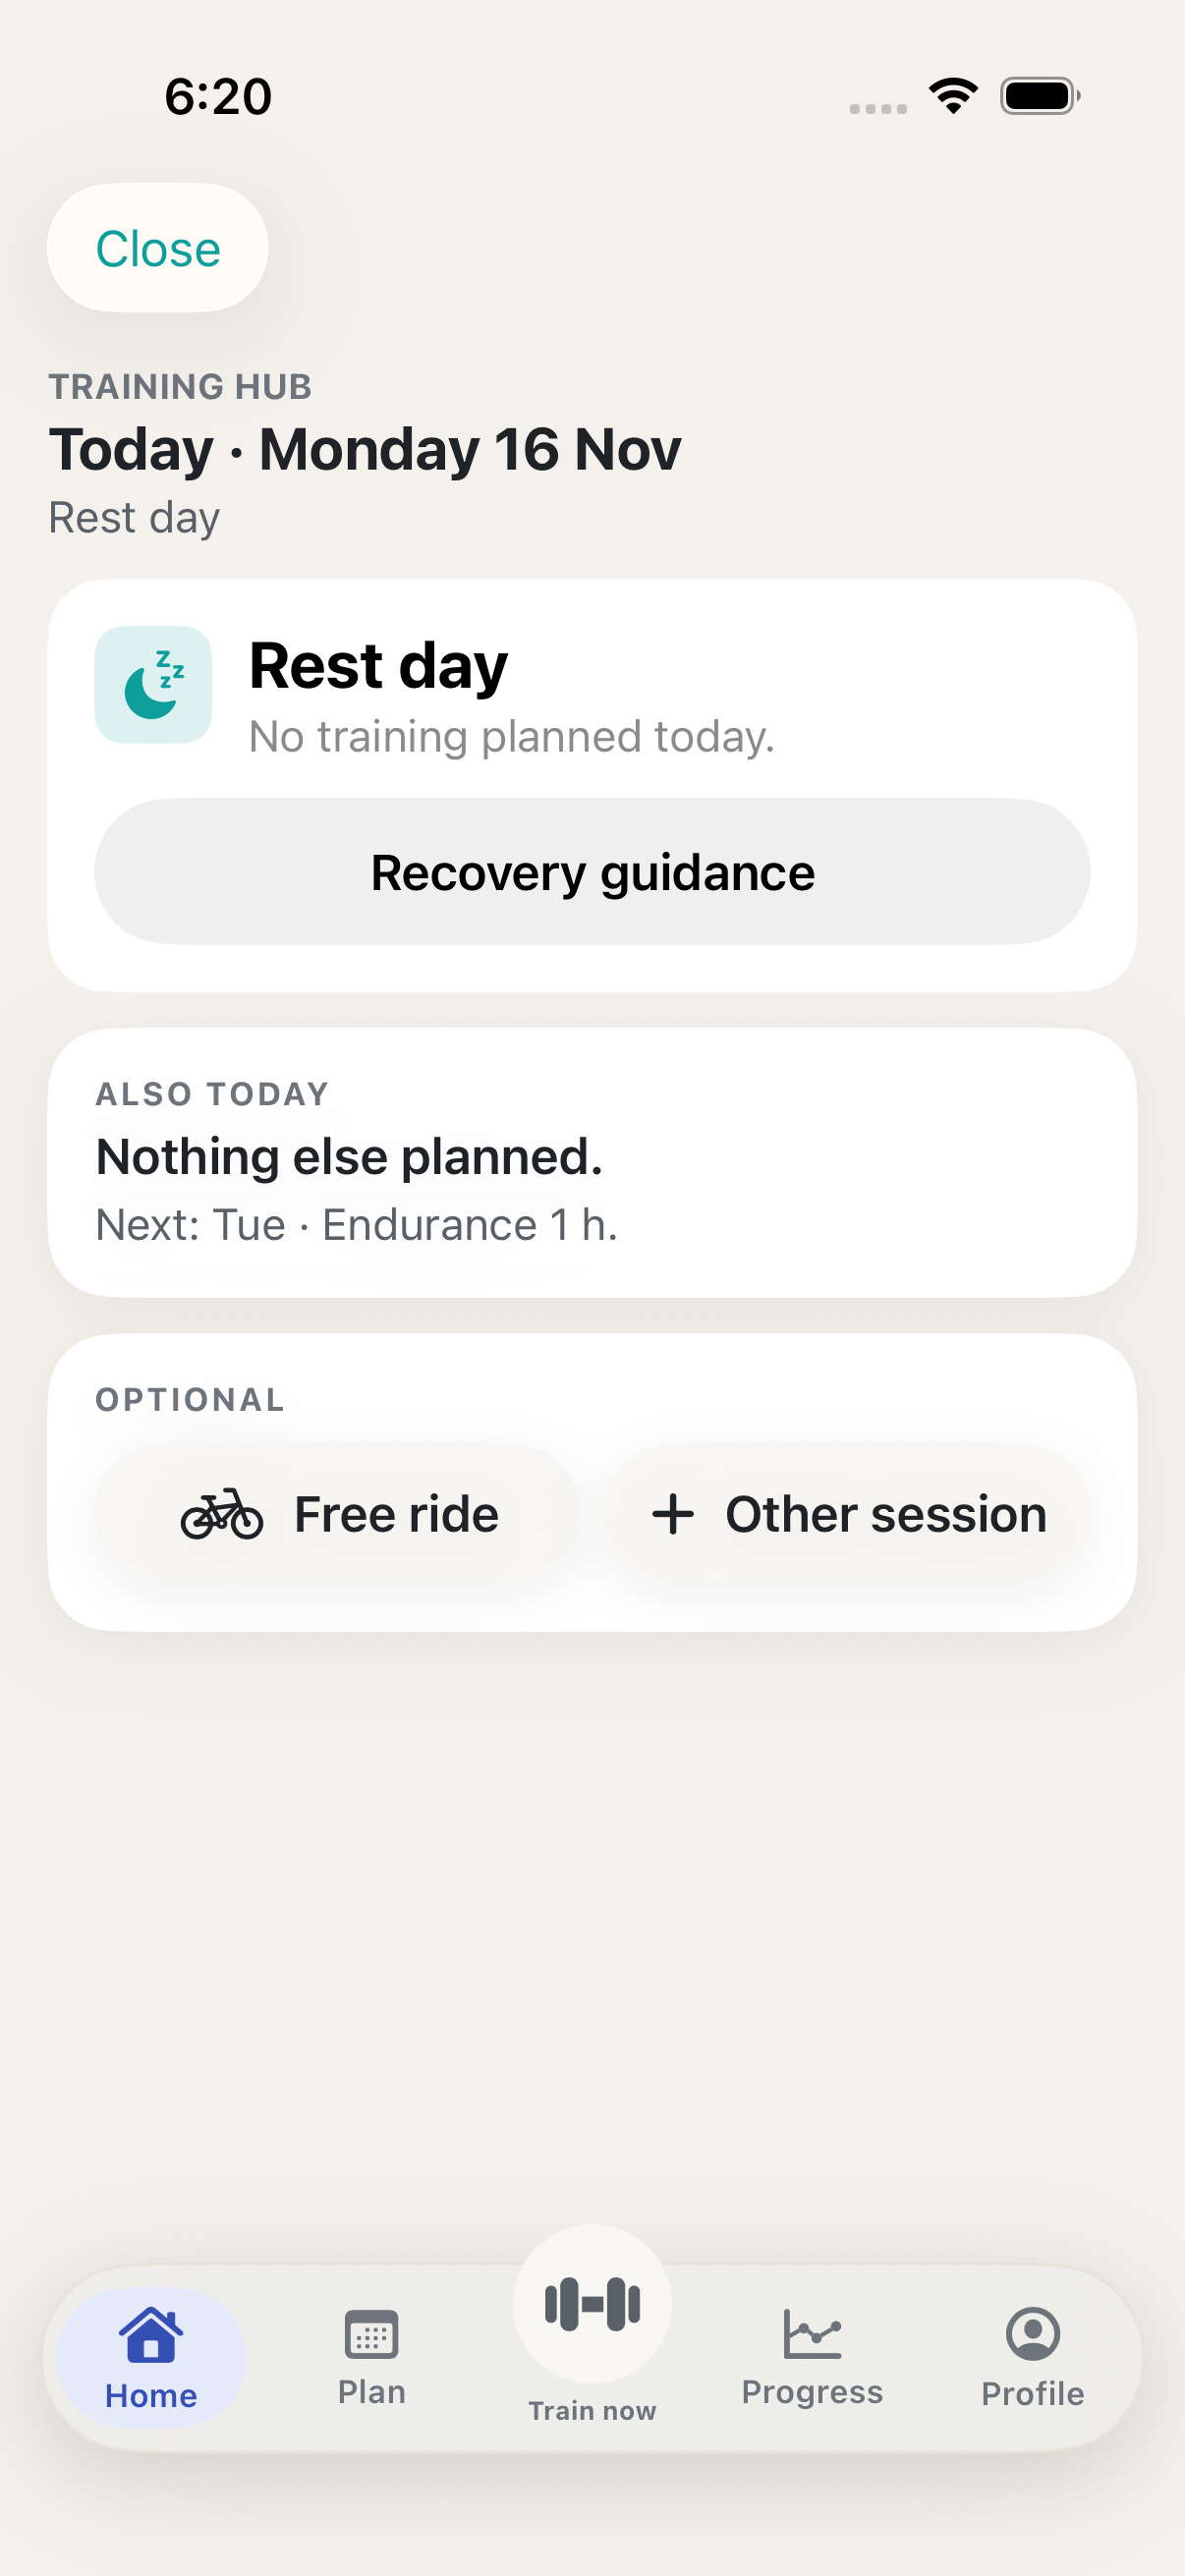 6:20
Close
TRAINING HUB
Today · Monday 16 Nov
Rest day
Rest day
No training planned today.
Recovery guidance
ALSO TODAY
Nothing else planned.
Next: Tue · Endurance 1 h.
OPTIONAL
Free ride
Other session
Home
Plan
Train now
Progress
Profile